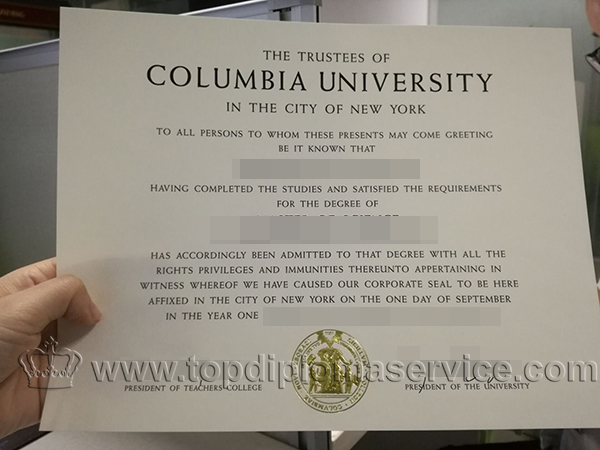 THE TRUSTEES OF
COLUMBIA UNIVERSITY
IN THE CITY OF NEW YORK
TO ALL PERSONS TO WHOM THESE PRESENTS MAY COME GREETING
BE IT KNOWN THAT
HAVING COMPLETED THE STUDIES AND SATISFIED THE REQUIREMENTS
FOR THE DEGREE OF
HAS ACCORDINGLY BEEN ADMITTED TO THAT DEGREE WITH ALL THE
RIGHTS PRIVILEGES AND IMMUNITIES THEREUNTO APPERTAINING IN
WITNESS WHEREOF WE HAVE CAUSED OUR CORPORATE SEAL TO BE HERE
AFFIXED IN THE CITY OF NEW YORK ON THE ONE DAY OF SEPTEMBER
IN THE YEAR ONE
www.topdiplomaservice.com
PRESIDENT OF TEACHERS COLLEGE
PRESIDENT OF THE UNIVERSITY